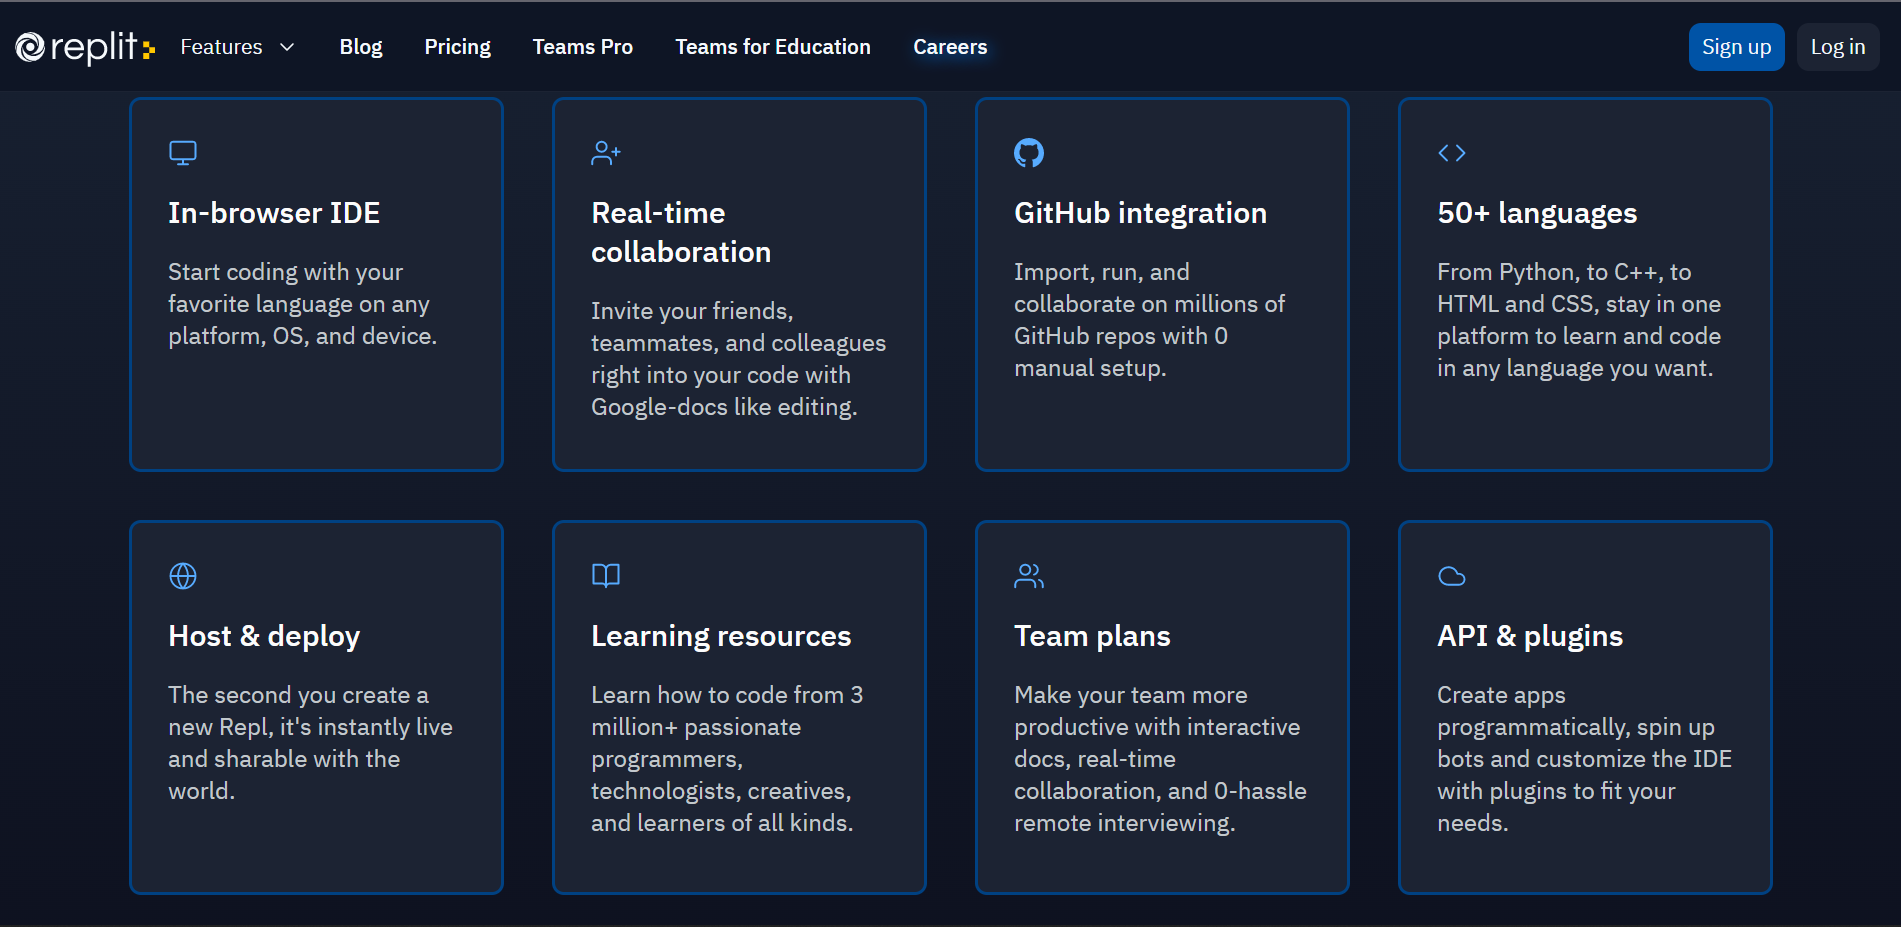 replit
Features
Blog
Pricing
Teams Pro
Teams for Education
Careers
Sign up
Log in
In-browser IDE
Start coding with your
favorite language on any
platform, OS, and device.
Real-time
collaboration
Invite your friends,
teammates, and colleagues
right into your code with
Google-docs like editing.
GitHub integration
Import, run, and
collaborate on millions of
GitHub repos with 0
manual setup.
50+ languages
From Python, to C++, to
HTML and CSS, stay in one
platform to learn and code
in any language you want.
Host & deploy
The second you create a
new Repl, it's instantly live
and sharable with the
world.
Learning resources
Learn how to code from 3
million+ passionate
programmers,
technologists, creatives,
and learners of all kinds.
Team plans
Make your team more
productive with interactive
docs, real-time
collaboration, and 0-hassle
remote interviewing.
API & plugins
Create apps
programmatically, spin up
bots and customize the IDE
with plugins to fit your
needs.